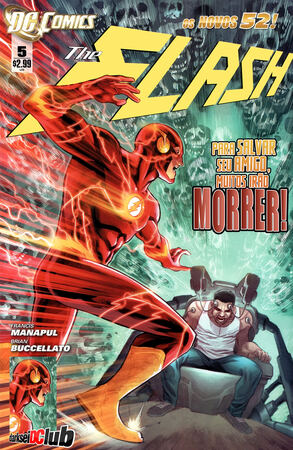 DC COMICS
OS NOVOS 52!
5
$2.99
The FLASH
PARA SALVAR
SEU AMIGO,
MUITOS IRÃO
MORRER!
FRANCIS
MANAPUL
BRIAN
BUCCELLATO
darkseiDClub